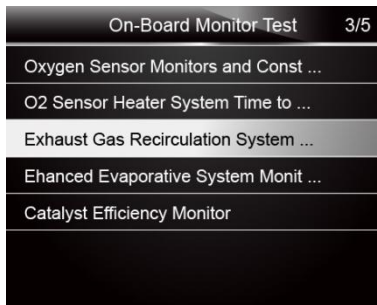 On-Board Monitor Test 3/5
Oxygen Sensor Monitors and Const ...
O2 Sensor Heater System Time to ...
Exhaust Gas Recirculation System ...
Ehanced Evaporative System Monit ...
Catalyst Efficiency Monitor